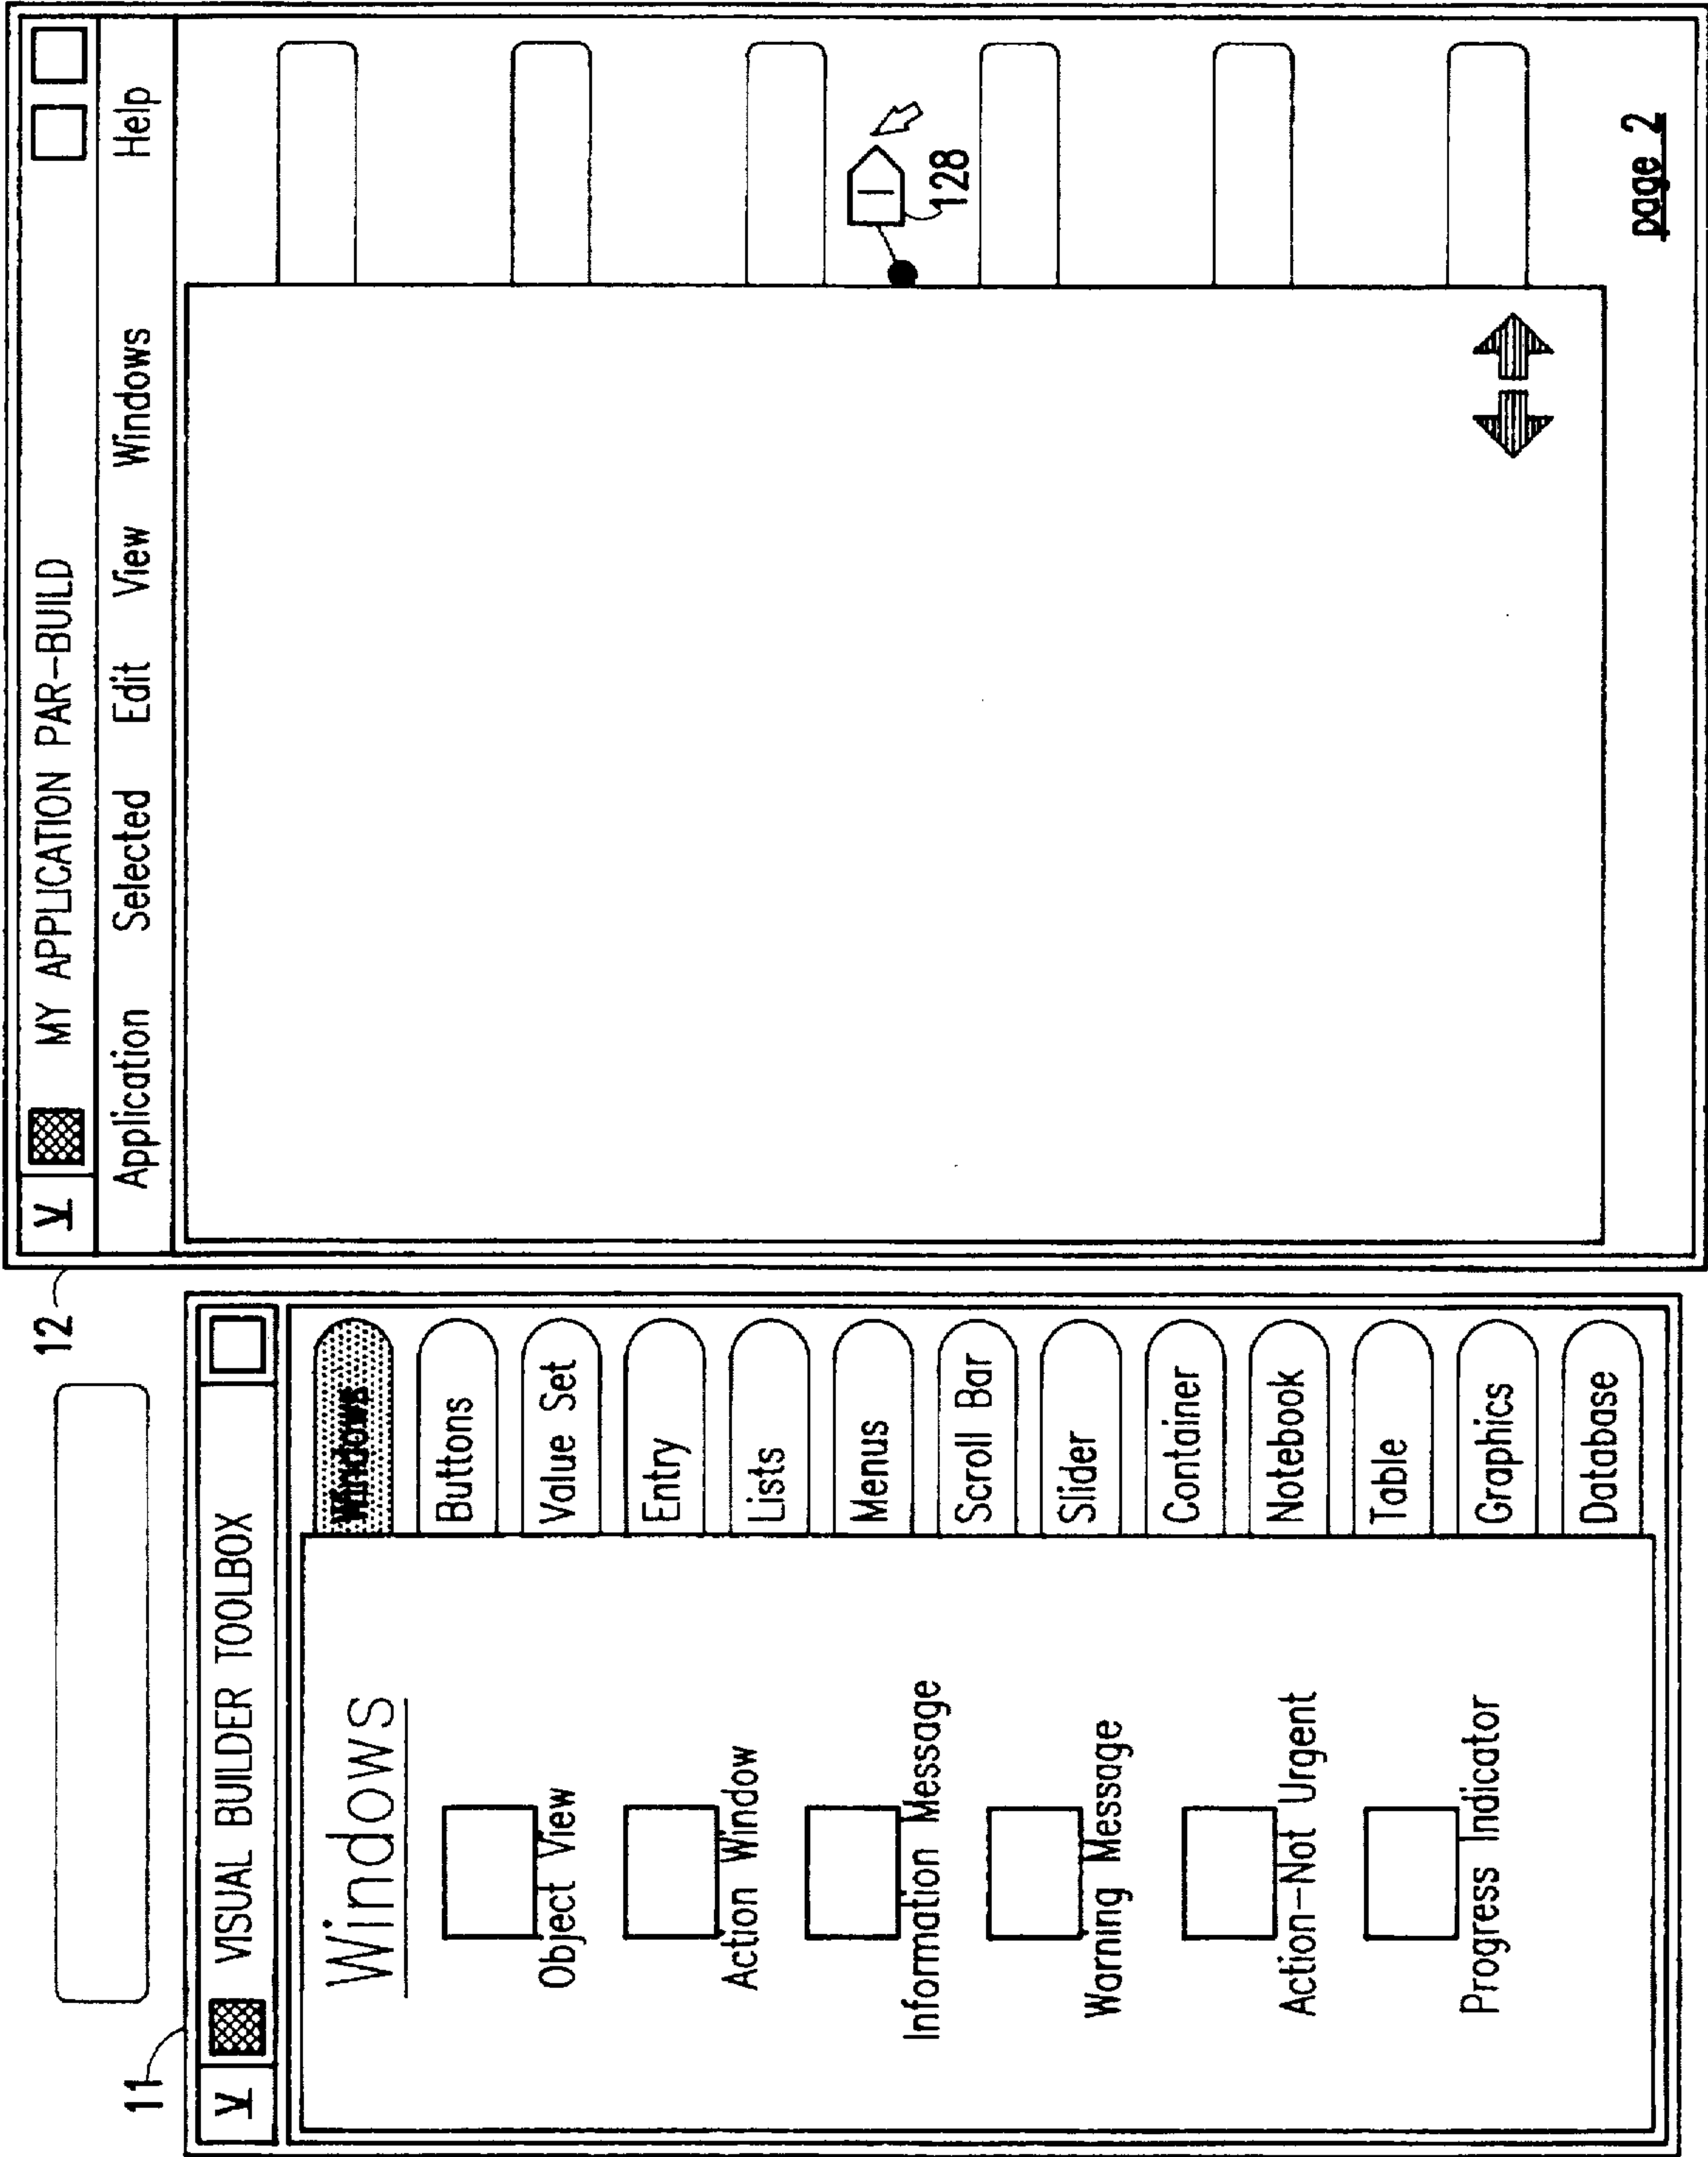 11
V VISUAL BUILDER TOOLBOX
Windows
Object View
Action Window
Information Message
Warning Message
Action-Not Urgent
Progress Indicator
Windows
Buttons
Value Set
Entry
Lists
Menus
Scroll Bar
Slider
Container
Notebook
Table
Graphics
Database
12
V MY APPLICATION PAR-BUILD
Application Selected Edit View Windows Help
128
page 2